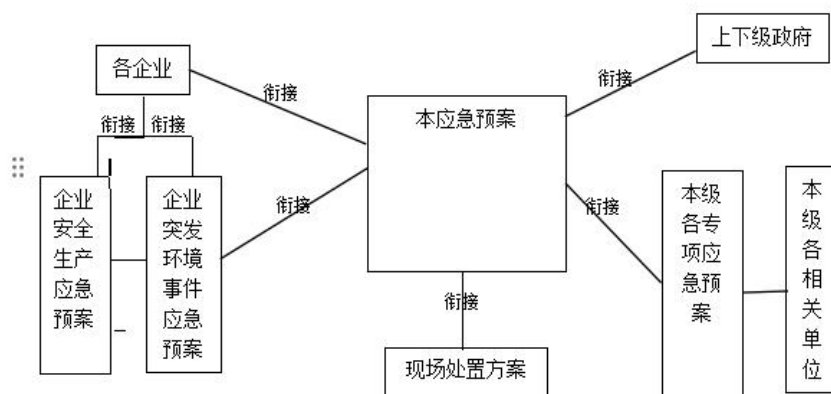 上下级政府
各企业
衔接
衔接
本应急预案
衔接 衔接
企业
安全
生产
应急
预案
企业
突发
环境
事件
应急
预案
衔接
衔接
本级
各专
项应
急预
案
本
级
各
相
关
单
位
衔接
现场处置方案